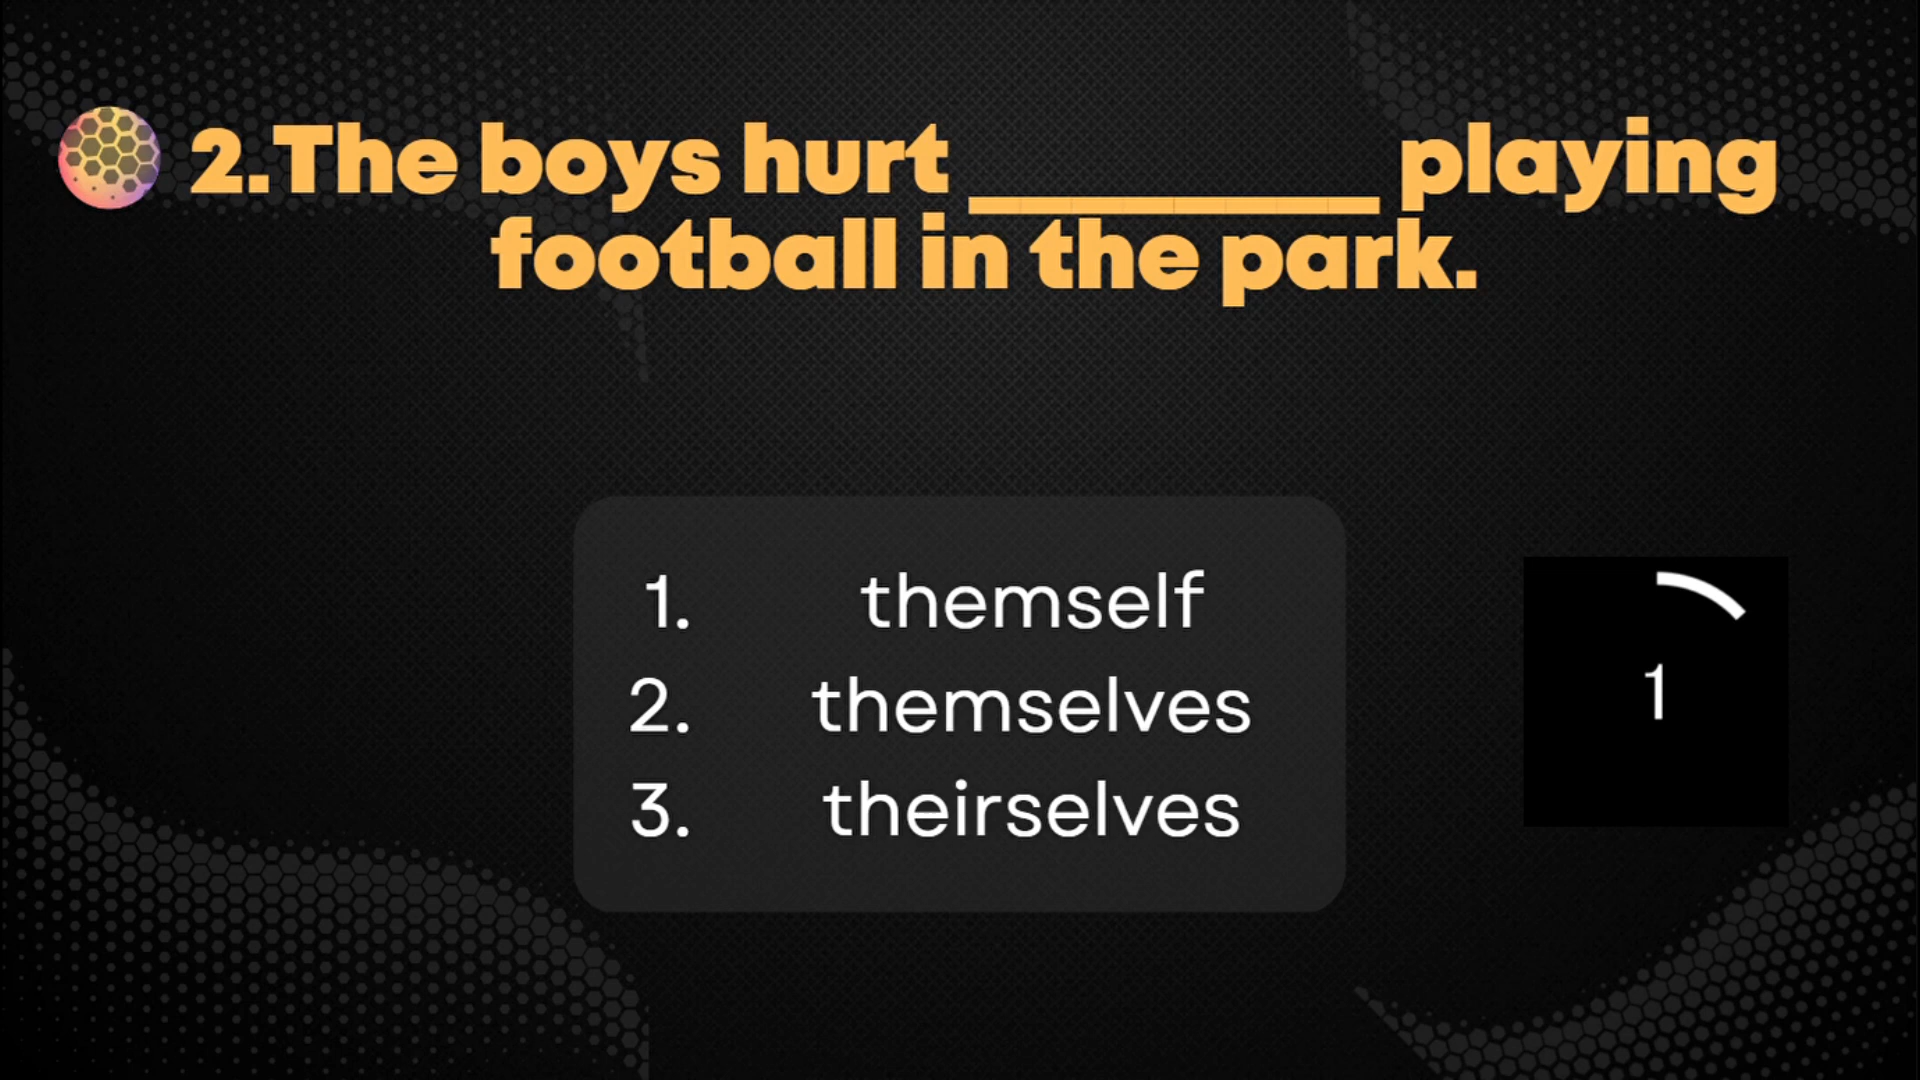 2.The boys hurt ________ playing
football in the park.
1. themself
2. themselves
3. theirselves
1